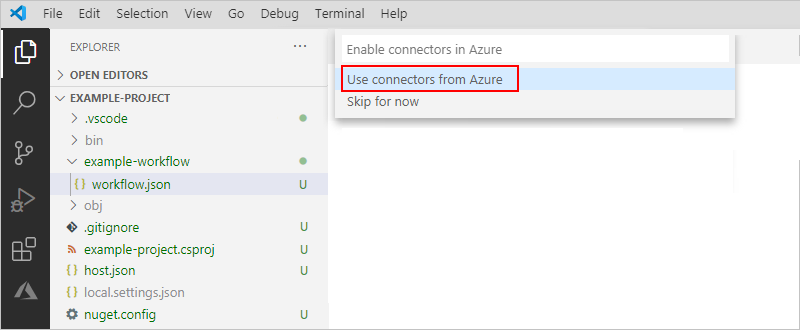 File Edit Selection View Go Debug Terminal Help
EXPLORER ...
Enable connectors in Azure
Use connectors from Azure
Skip for now
OPEN EDITORS
EXAMPLE-PROJECT
.vscode
bin
example-workflow
{ } workflow.json U
obj
.gitignore U
example-project.csproj U
{ } host.json U
{ } local.settings.json
nuget.config U